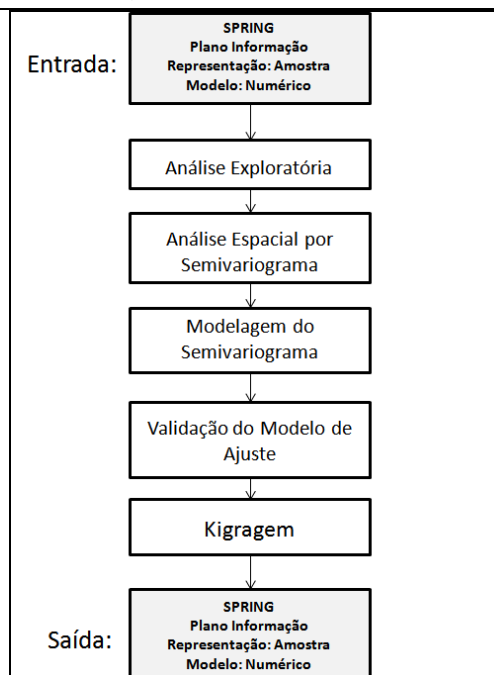 Entrada:
SPRING
Plano Informação
Representação: Amostra
Modelo: Numérico
Análise Exploratória
Análise Espacial por
Semivariograma
Modelagem do
Semivariograma
Validação do Modelo de
Ajuste
Kigragem
Saída:
SPRING
Plano Informação
Representação: Amostra
Modelo: Numérico